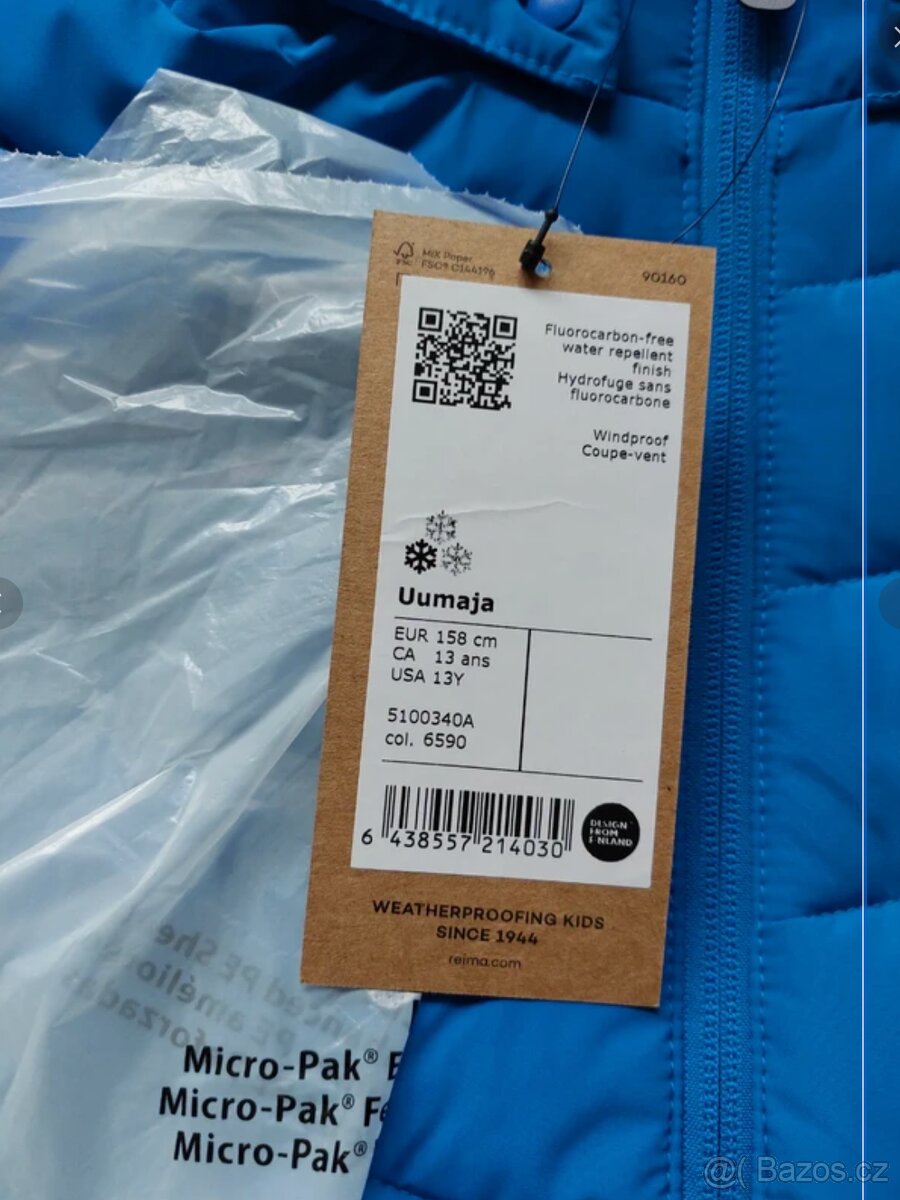 MIX Paper
FSC® C144196
FSC
90160
Fluorocarbon-free
water repellent
finish
Hydrofuge sans
fluorocarbone
Windproof
Coupe-vent
Uumaja
EUR 158 cm
CA 13 ans
USA 13Y
5100340A
col. 6590
6 438557 214030
DESIGN
FROM
FINLAND
WEATHERPROOFING KIDS
SINCE 1944
reima.com
Micro-Pak®
Micro-Pak®
Micro-Pak®
Bazos.cz